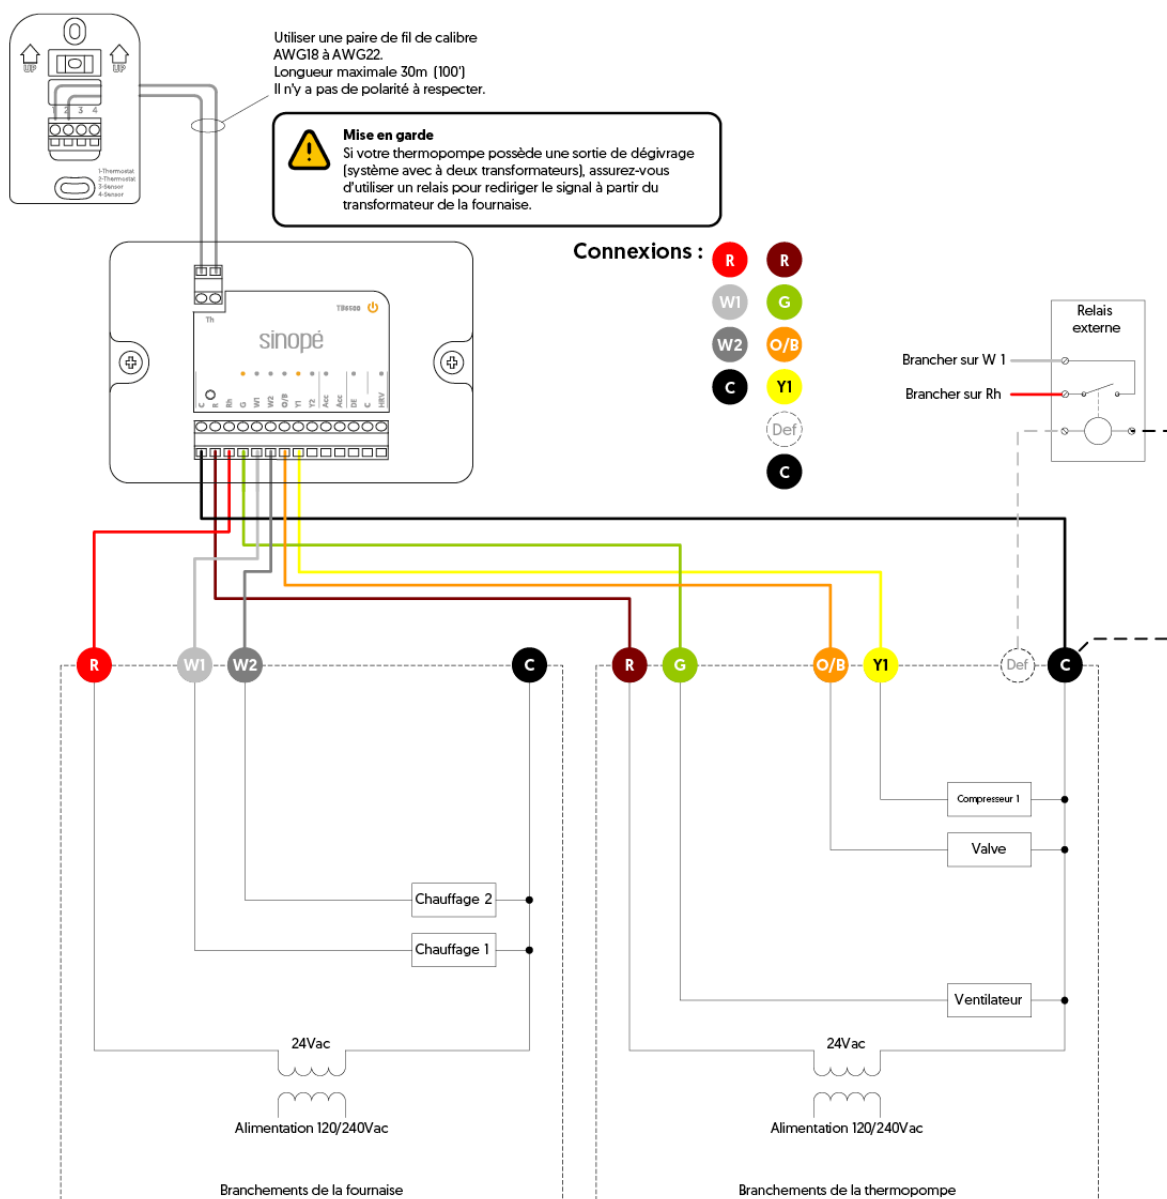 Utiliser une paire de fil de calibre
AWG18 à AWG22.
Longueur maximale 30m (100')
Il n'y a pas de polarité à respecter.
UP
UP
1 2 3 4
1-Thermostat
2-Thermostat
3-Sensor
4-Sensor
Mise en garde
Si votre thermopompe possède une sortie de dégivrage
(système avec à deux transformateurs), assurez-vous
d'utiliser un relais pour rediriger le signal à partir du
transformateur de la fournaise.
Connexions :
R R
W1 G
W2 O/B
C Y1
Def
C
Relais
externe
Brancher sur W 1
Brancher sur Rh
Th
TB6500
sinopé
C R Rh G W1 W2 O/B Y1 Y2 Acc Acc DE C HRV
R W1 W2 C
R G O/B Y1 Def C
Compresseur 1
Valve
Chauffage 2
Chauffage 1
Ventilateur
24Vac
24Vac
Alimentation 120/240Vac
Alimentation 120/240Vac
Branchements de la fournaise
Branchements de la thermopompe